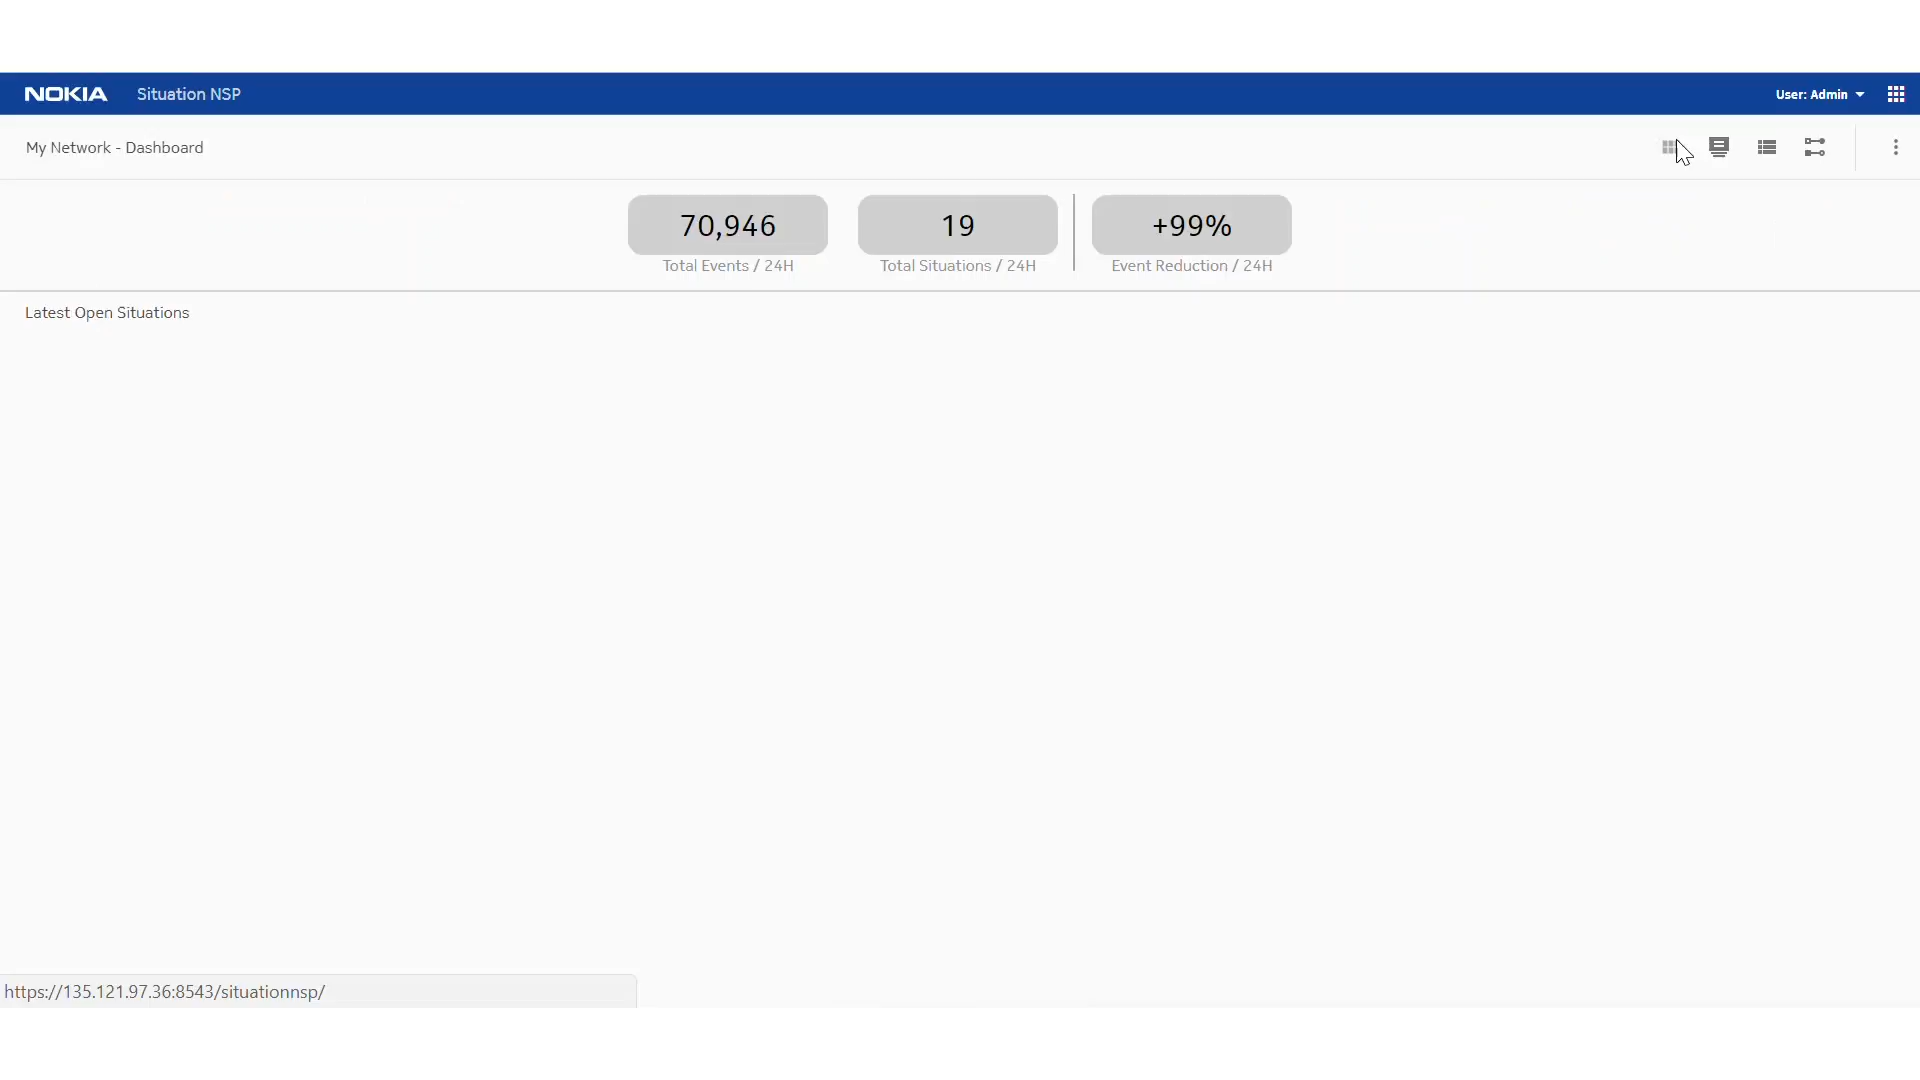 NOKIA Situation NSP User: Admin
My Network - Dashboard
70,946 19 +99%
Total Events / 24H Total Situations / 24H Event Reduction / 24H
Latest Open Situations
https://135.121.97.36:8543/situationnsp/